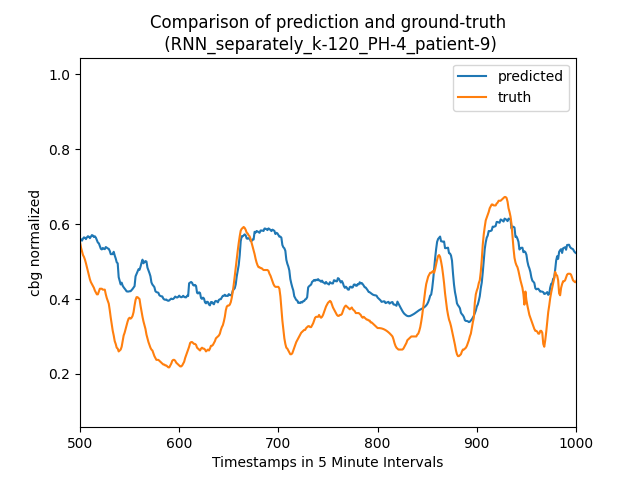 Comparison of prediction and ground-truth
(RNN_separately_k-120_PH-4_patient-9)
predicted
truth
1.0
0.8
0.6
0.4
0.2
cbg normalized
500
600
700
800
900
1000
Timestamps in 5 Minute Intervals